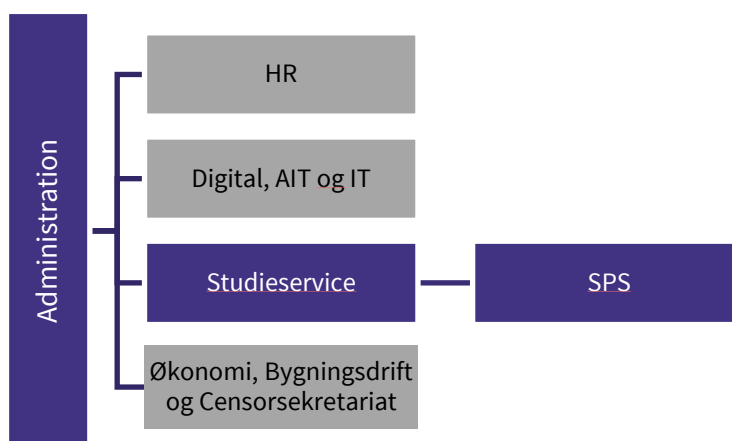 Administration
HR
Digital, AIT og IT
Studieservice
SPS
Økonomi, Bygningsdrift
og Censorsekretariat